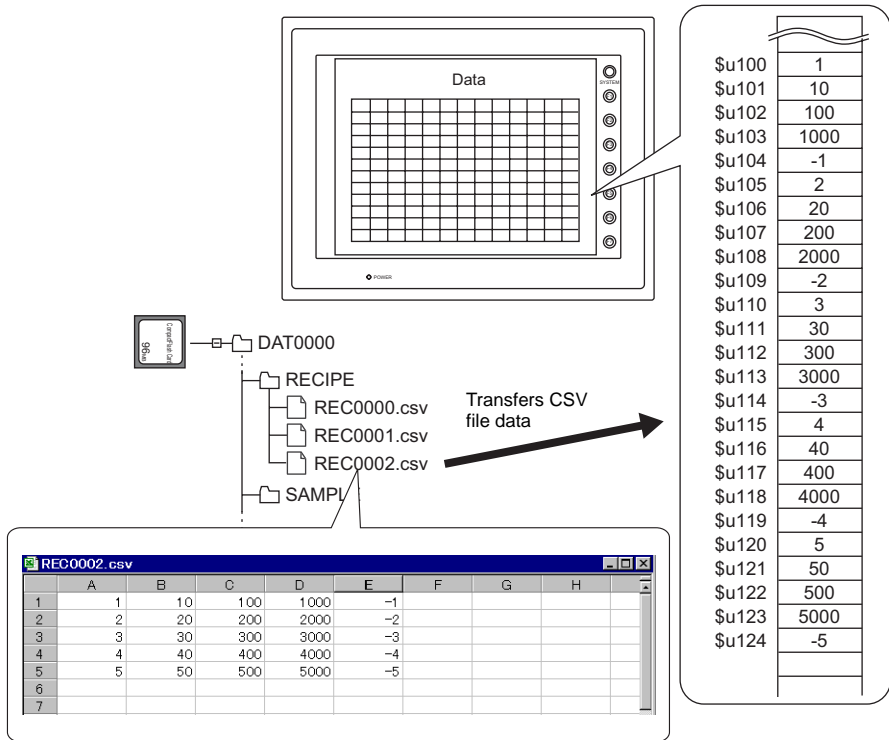 Data
SYSTEM
POWER
$u100 1
$u101 10
$u102 100
$u103 1000
$u104 -1
$u105 2
$u106 20
$u107 200
$u108 2000
$u109 -2
$u110 3
$u111 30
$u112 300
$u113 3000
$u114 -3
$u115 4
$u116 40
$u117 400
$u118 4000
$u119 -4
$u120 5
$u121 50
$u122 500
$u123 5000
$u124 -5
CompactFlash Card
96MB
DAT0000
RECIPE
REC0000.csv
REC0001.csv
REC0002.csv
SAMPL
Transfers CSV
file data
REC0002.csv
A B C D E F G H
1 1 10 100 1000 -1
2 2 20 200 2000 -2
3 3 30 300 3000 -3
4 4 40 400 4000 -4
5 5 50 500 5000 -5
6
7